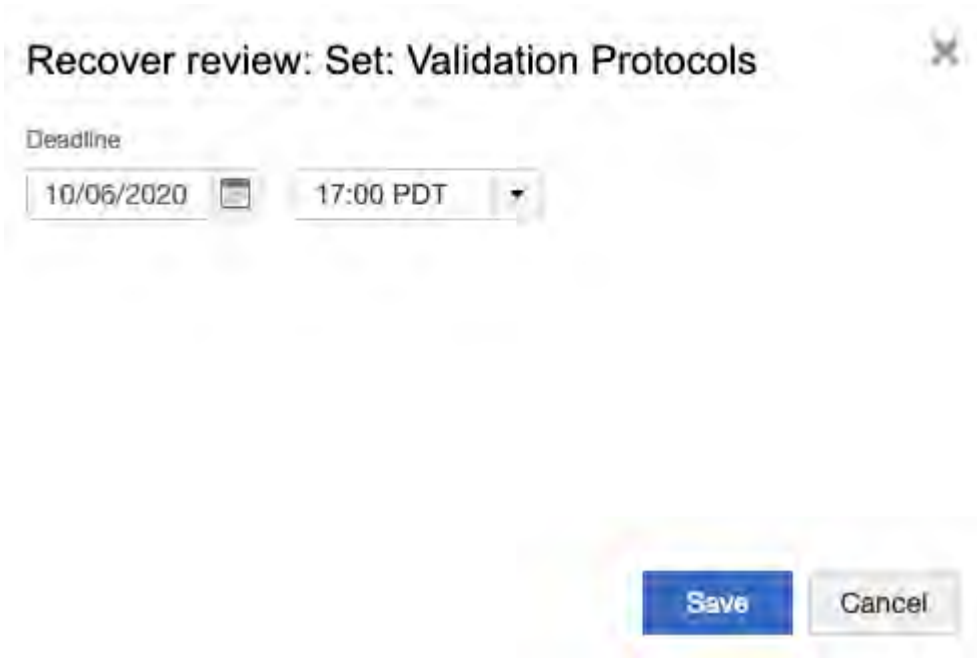 Recover review: Set: Validation Protocols
Deadline
10/06/2020 17:00 PDT
Save Cancel